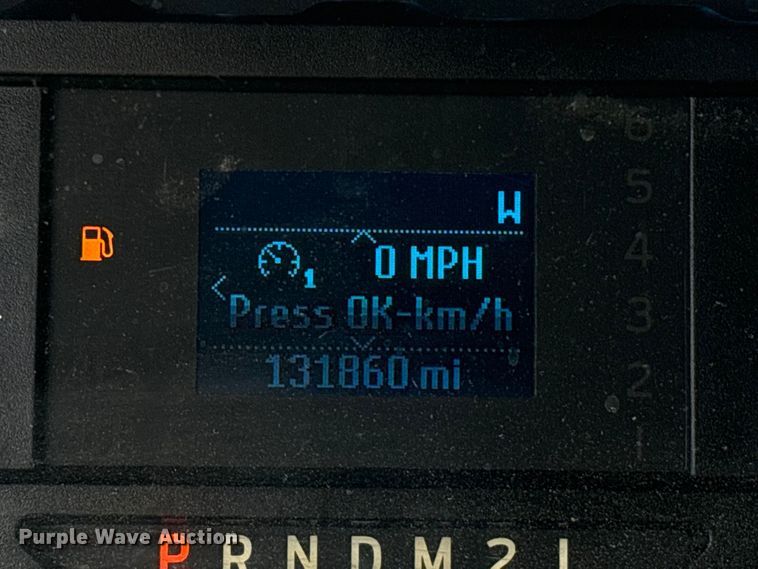 W
0 MPH
1
Press OK-km/h
131860 mi
6
5
4
3
2
1
P R N D M 2 1
Purple Wave Auction